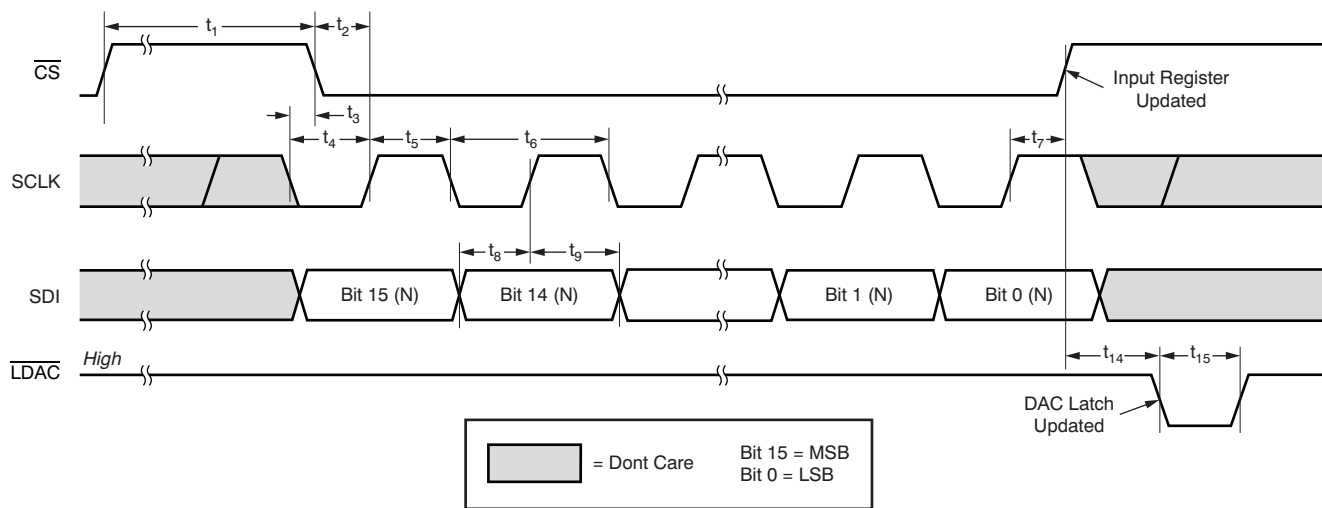 t1
t2
CS
Input Register
Updated
t3
t4
t5
t6
t7
SCLK
t8
t9
SDI
Bit 15 (N)
Bit 14 (N)
Bit 1 (N)
Bit 0 (N)
High
LDAC
t14
t15
DAC Latch
Updated
= Dont Care
Bit 15 = MSB
Bit 0 = LSB